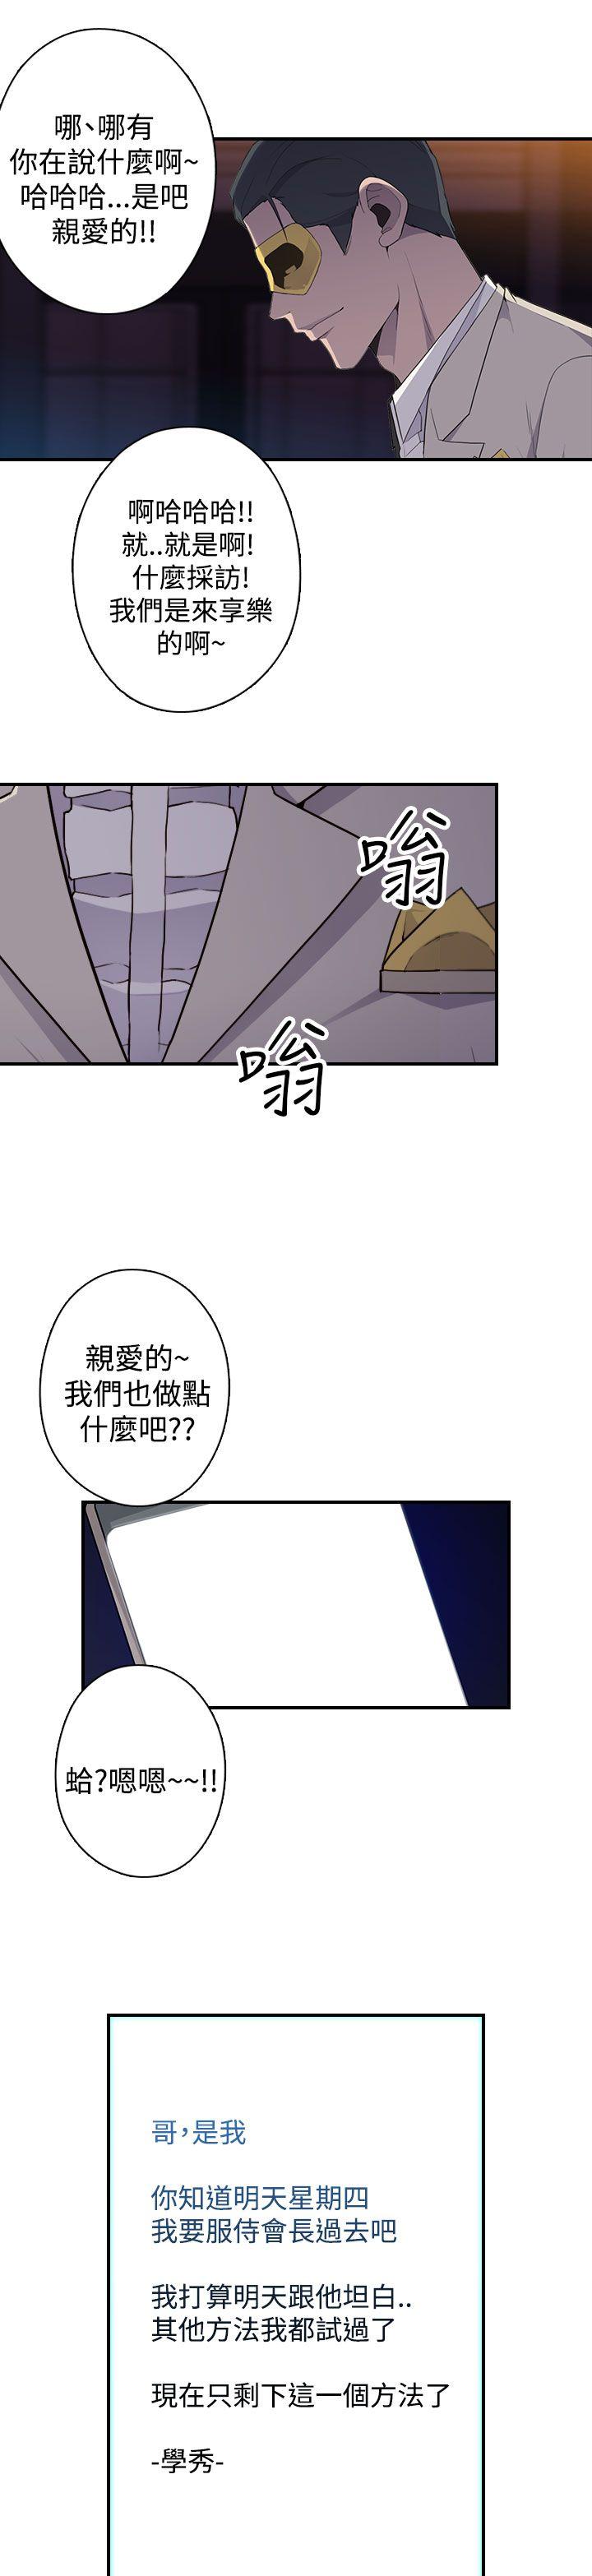 哪、哪有
你在說什麼啊~
哈哈哈...是吧
親愛的!!
啊哈哈哈!!
就..就是啊!
什麼採訪!
我們是來享樂
的啊~
嗡
嗡
親愛的~
我們也做點
什麼吧??
蛤?嗯嗯~~!!
哥,是我
你知道明天星期四
我要服侍會長過去吧
我打算明天跟他坦白..
其他方法我都試過了
現在只剩下這一個方法了
-學秀-